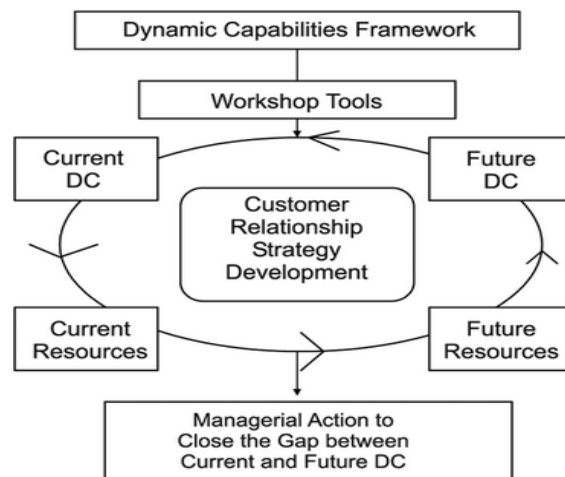 Dynamic Capabilities Framework
Workshop Tools
Current
DC
Future
DC
Customer
Relationship
Strategy
Development
Current
Resources
Future
Resources
Managerial Action to
Close the Gap between
Current and Future DC